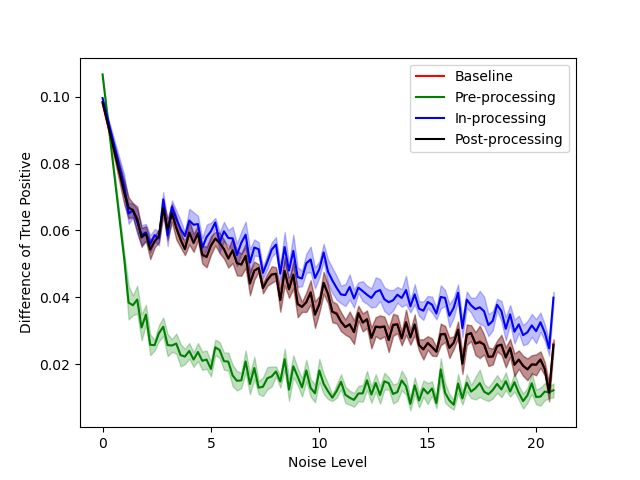 Baseline
Pre-processing
In-processing
Post-processing
0.10
0.08
0.06
0.04
0.02
Difference of True Positive
0
5
10
15
20
Noise Level